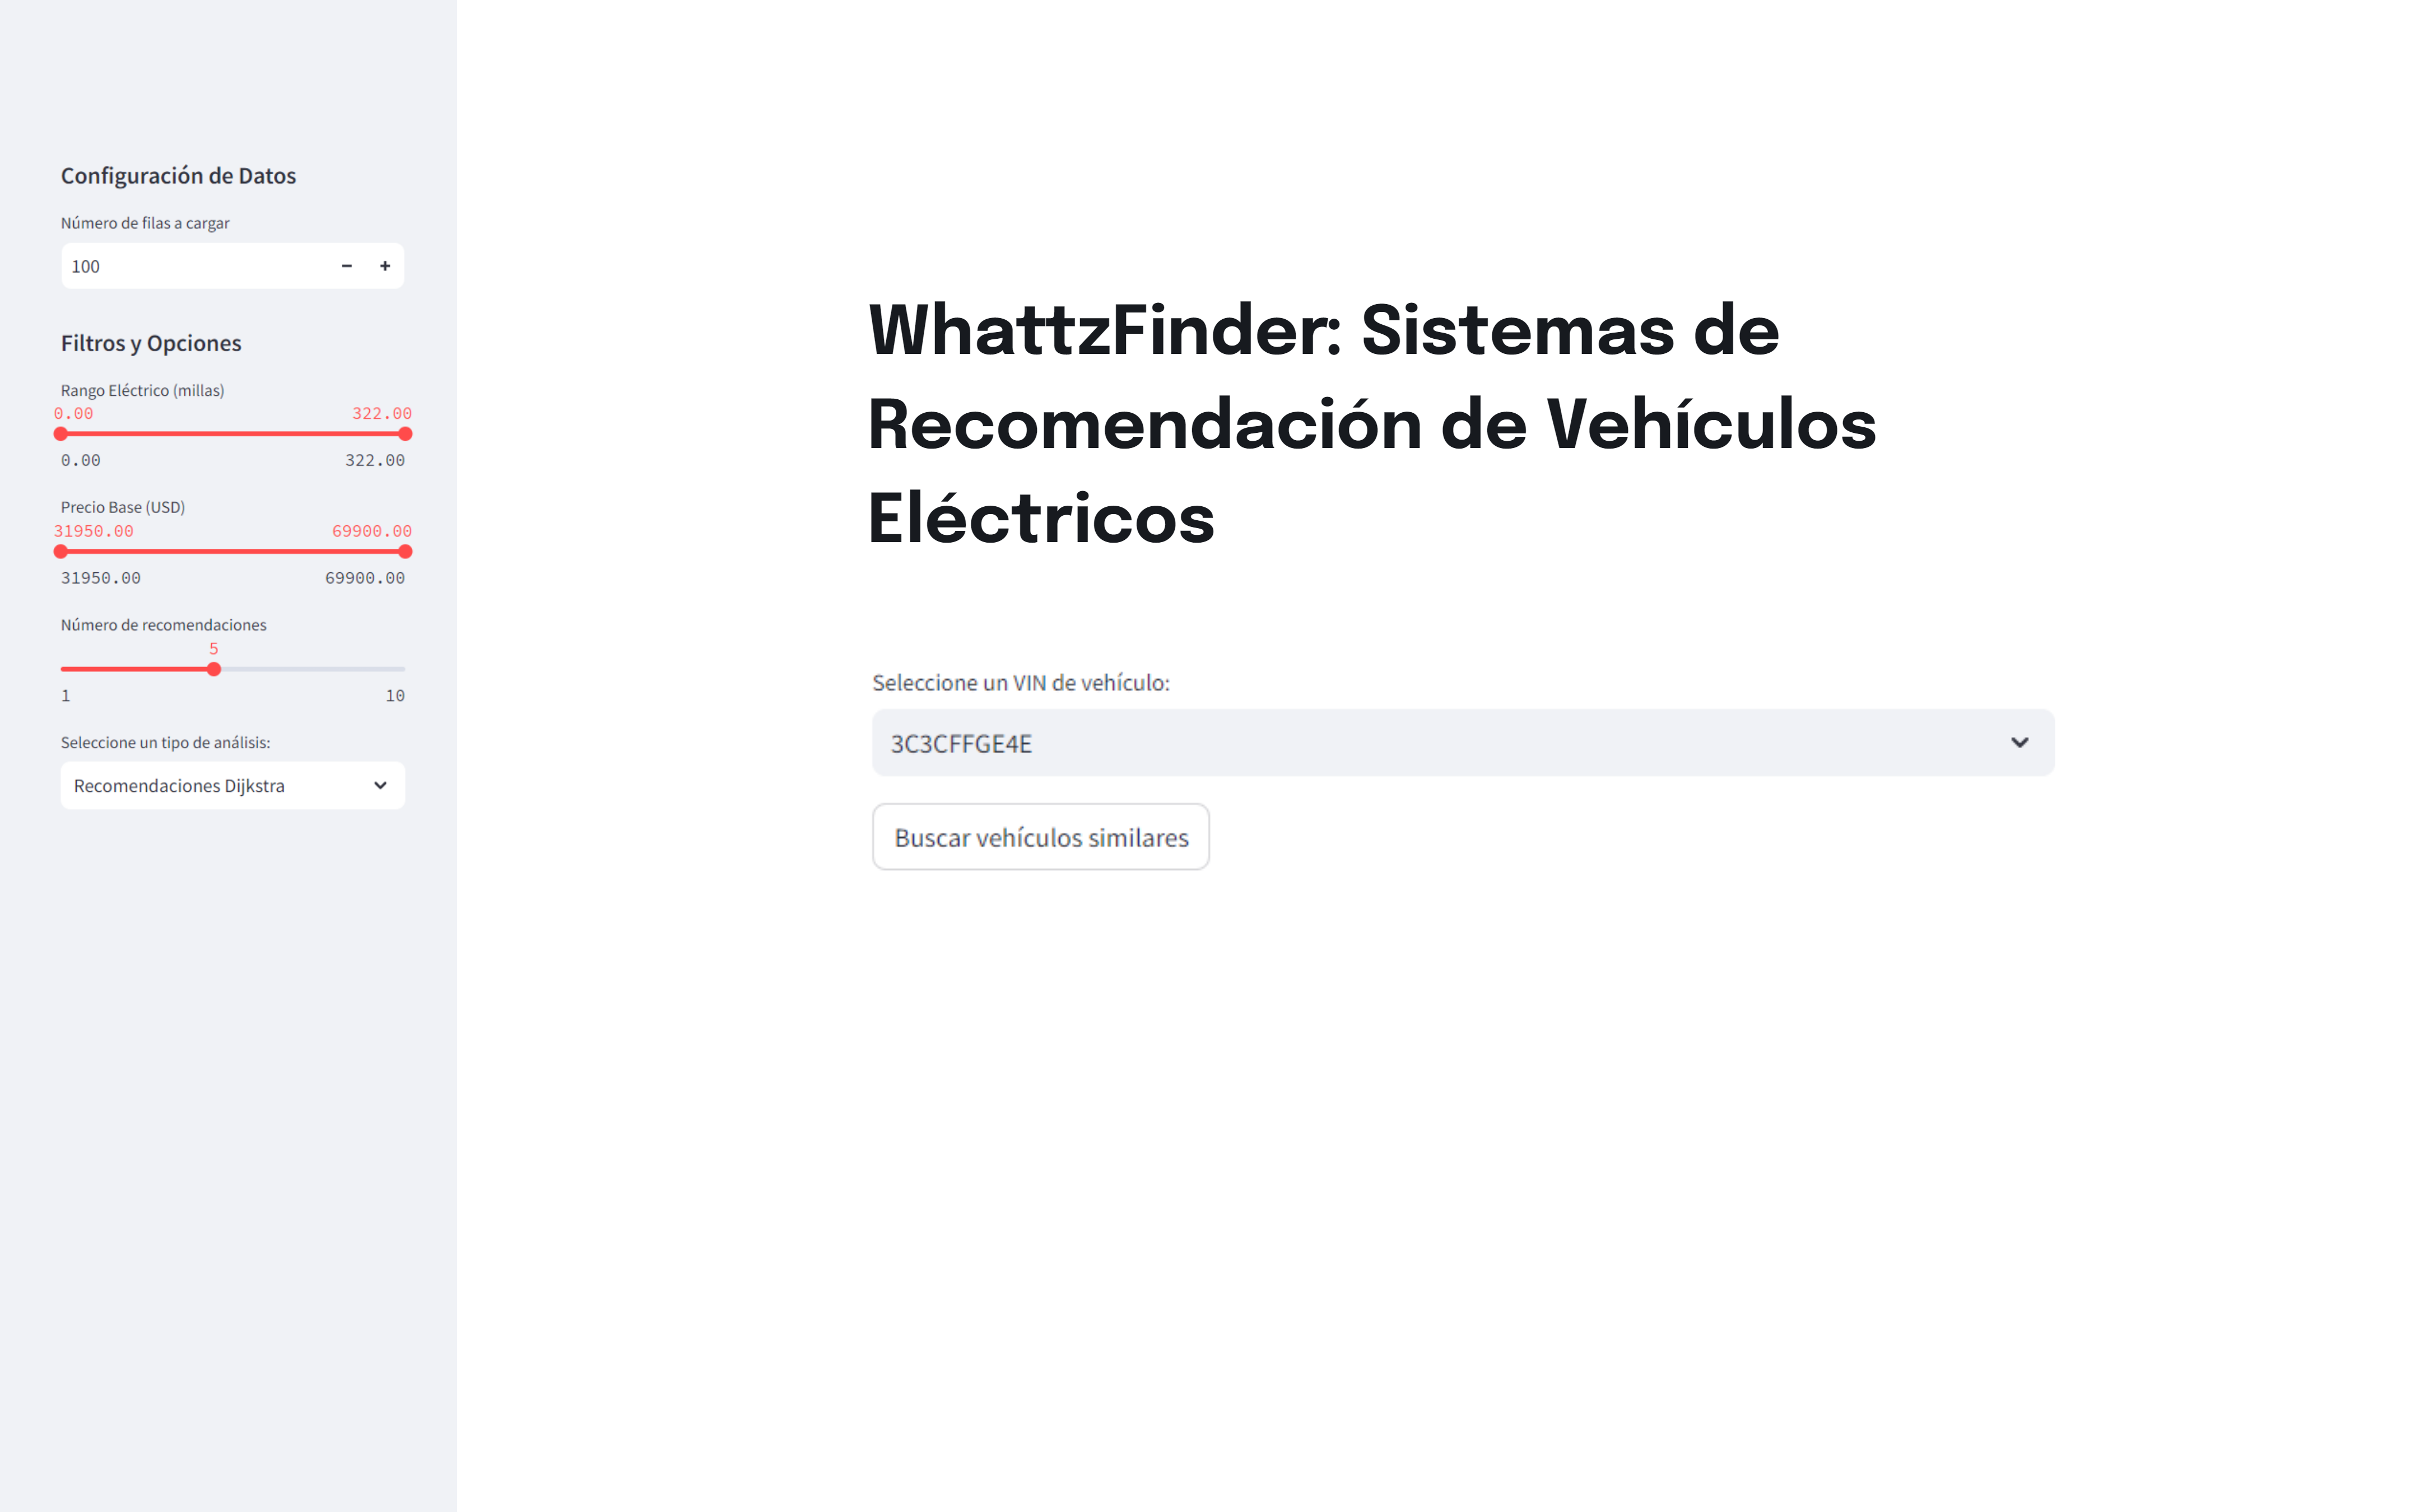 Configuración de Datos
Número de filas a cargar
100 − +
Filtros y Opciones
Rango Eléctrico (millas)
0.00 322.00
0.00 322.00
Precio Base (USD)
31950.00 69900.00
31950.00 69900.00
Número de recomendaciones
5
1 10
Seleccione un tipo de análisis:
Recomendaciones Dijkstra
WhattzFinder: Sistemas de
Recomendación de Vehículos
Eléctricos
Seleccione un VIN de vehículo:
3C3CFFGE4E
Buscar vehículos similares